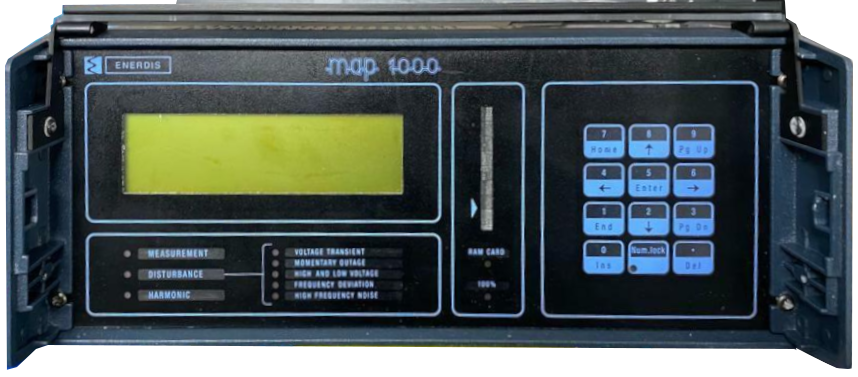 ENERDIS
map 1000
MEASUREMENT
DISTURBANCE
HARMONIC
VOLTAGE TRANSIENT
MOMENTARY OUTAGE
HIGH AND LOW VOLTAGE
FREQUENCY DEVIATION
HIGH FREQUENCY NOISE
RAM CARD
100%
7 8 9
Home ↑ Pg Up
4 5 6
← Enter →
1 2 3
End ↓ Pg Dn
0 Num.lock .
Ins Del